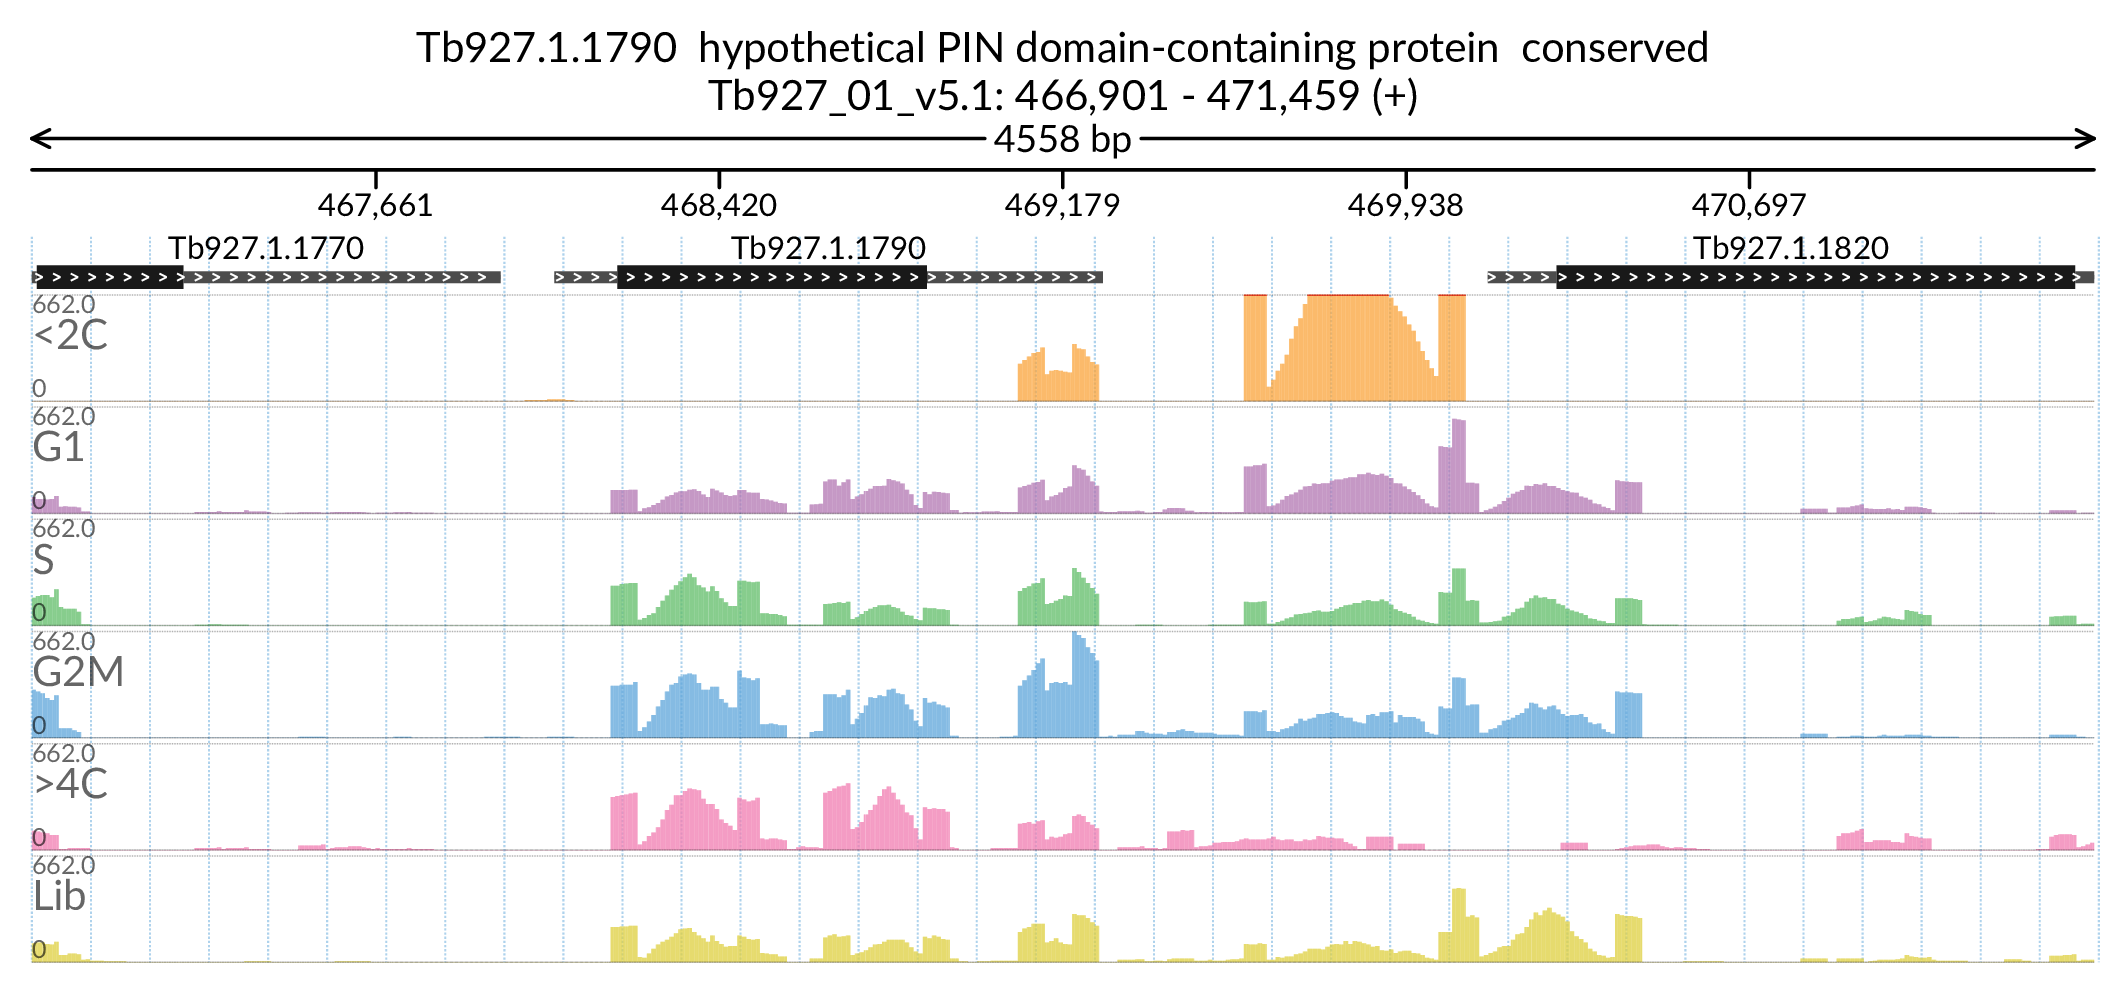 Tb927.1.1790  hypothetical PIN domain-containing protein  conserved
Tb927_01_v5.1: 466,901 - 471,459 (+)
4558 bp
467,661 468,420 469,179 469,938 470,697
Tb927.1.1770 Tb927.1.1790 Tb927.1.1820
662.0
<2C
0
662.0
G1
0
662.0
S
0
662.0
G2M
0
662.0
>4C
0
662.0
Lib
0